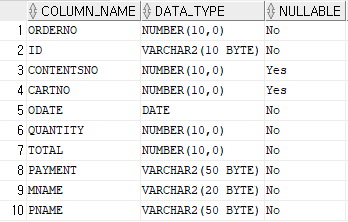 COLUMN_NAME DATA_TYPE NULLABLE
1 ORDERNO NUMBER(10,0) No
2 ID VARCHAR2(10 BYTE) No
3 CONTENTSNO NUMBER(10,0) Yes
4 CARTNO NUMBER(10,0) Yes
5 ODATE DATE No
6 QUANTITY NUMBER(10,0) No
7 TOTAL NUMBER(10,0) No
8 PAYMENT VARCHAR2(50 BYTE) No
9 MNAME VARCHAR2(20 BYTE) No
10 PNAME VARCHAR2(50 BYTE) No